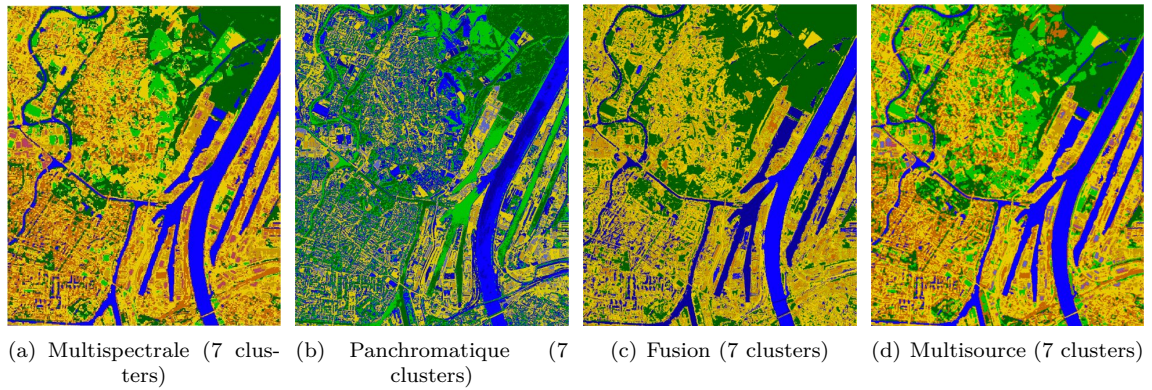 (a) Multispectrale (7 clus-
ters)
(b) Panchromatique (7
clusters)
(c) Fusion (7 clusters)
(d) Multisource (7 clusters)